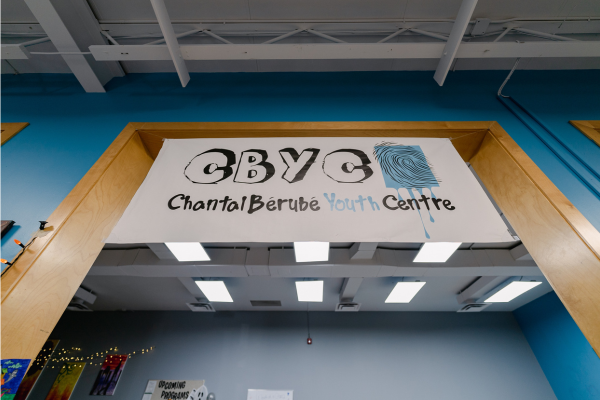 CBYC
Chantal Bérubé Youth Centre
UPCOMING
PROGRAMS